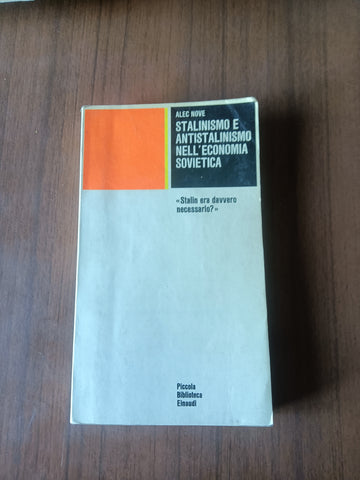 ALEC NOVE
STALINISMO E
ANTISTALINISMO
NELL'ECONOMIA
SOVIETICA
«Stalin era davvero
necessario?»
Piccola
Biblioteca
Einaudi